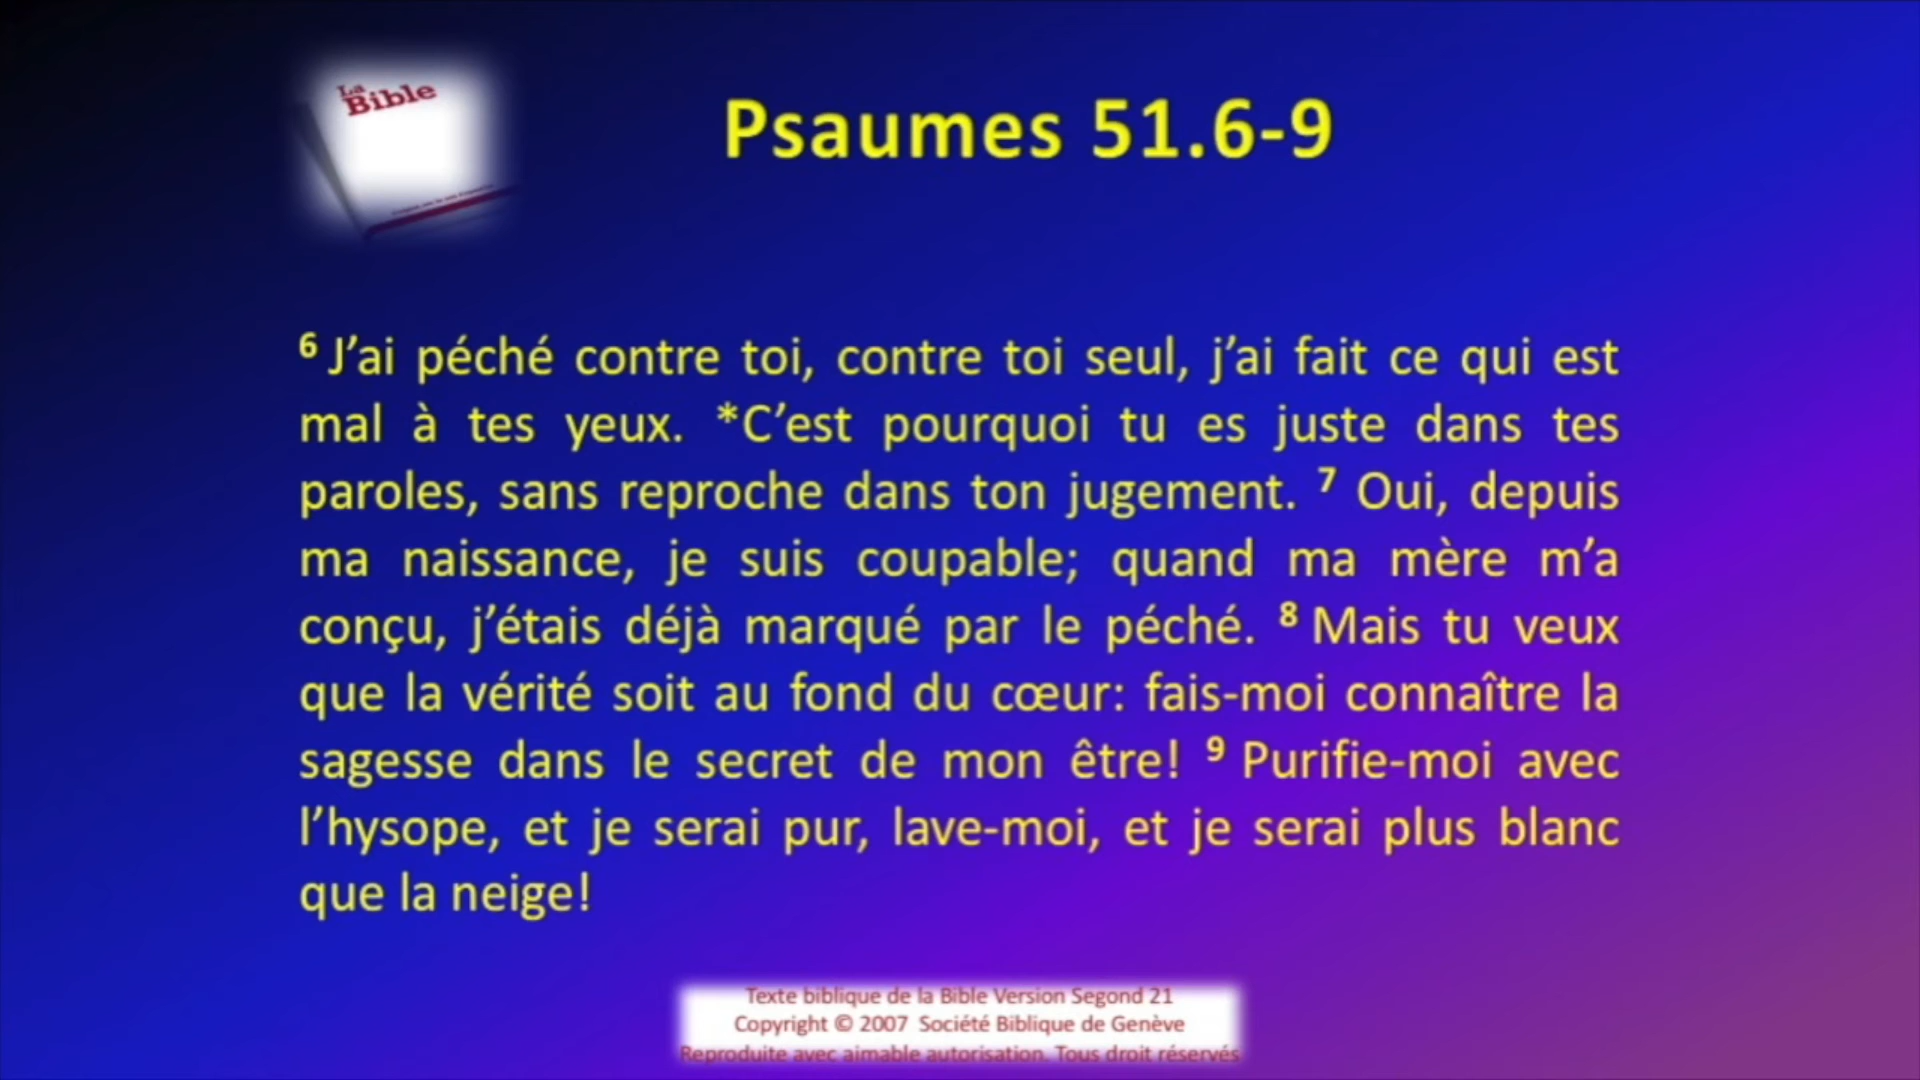 La
Bible
Psaumes 51.6-9
6 J’ai péché contre toi, contre toi seul, j’ai fait ce qui est
mal à tes yeux. *C’est pourquoi tu es juste dans tes
paroles, sans reproche dans ton jugement. 7 Oui, depuis
ma naissance, je suis coupable; quand ma mère m’a
conçu, j’étais déjà marqué par le péché. 8 Mais tu veux
que la vérité soit au fond du cœur: fais-moi connaître la
sagesse dans le secret de mon être! 9 Purifie-moi avec
l’hysope, et je serai pur, lave-moi, et je serai plus blanc
que la neige!
Texte biblique de la Bible Version Segond 21
Copyright © 2007 Société Biblique de Genève
Reproduite avec aimable autorisation. Tous droit réservés